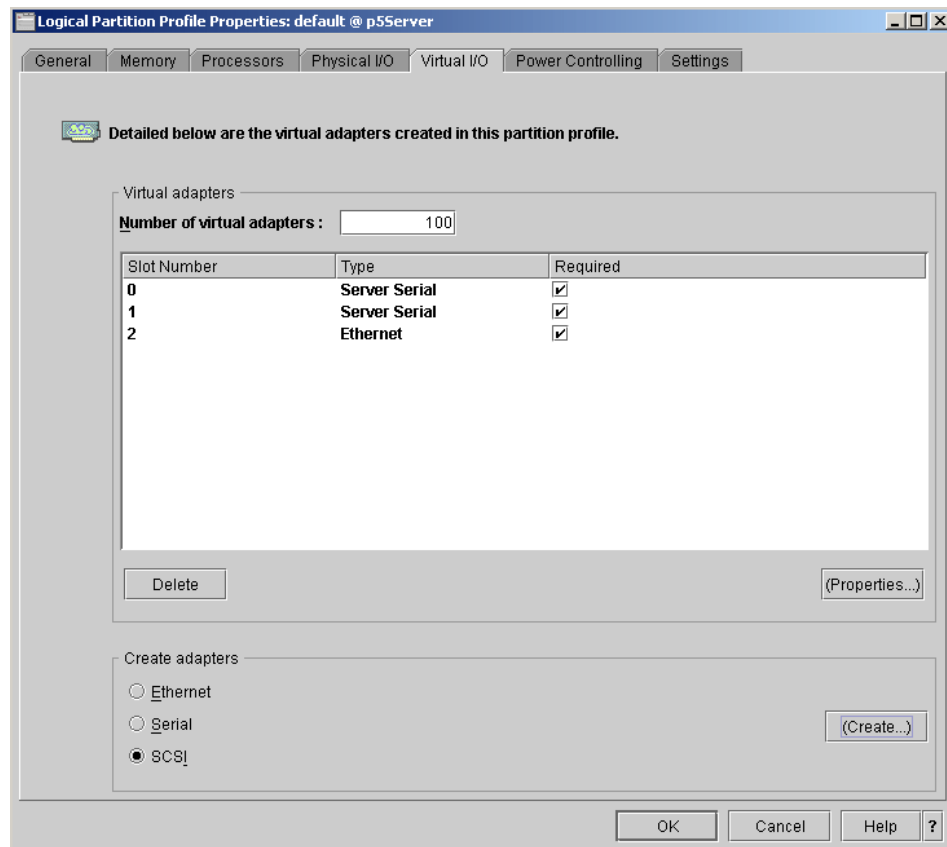 Logical Partition Profile Properties: default @ p5Server
General Memory Processors Physical I/O Virtual I/O Power Controlling Settings
Detailed below are the virtual adapters created in this partition profile.
Virtual adapters
Number of virtual adapters : 100
Slot Number Type Required
0 Server Serial
1 Server Serial
2 Ethernet
Delete (Properties...)
Create adapters
Ethernet
Serial
(Create...)
SCSI
OK Cancel Help ?